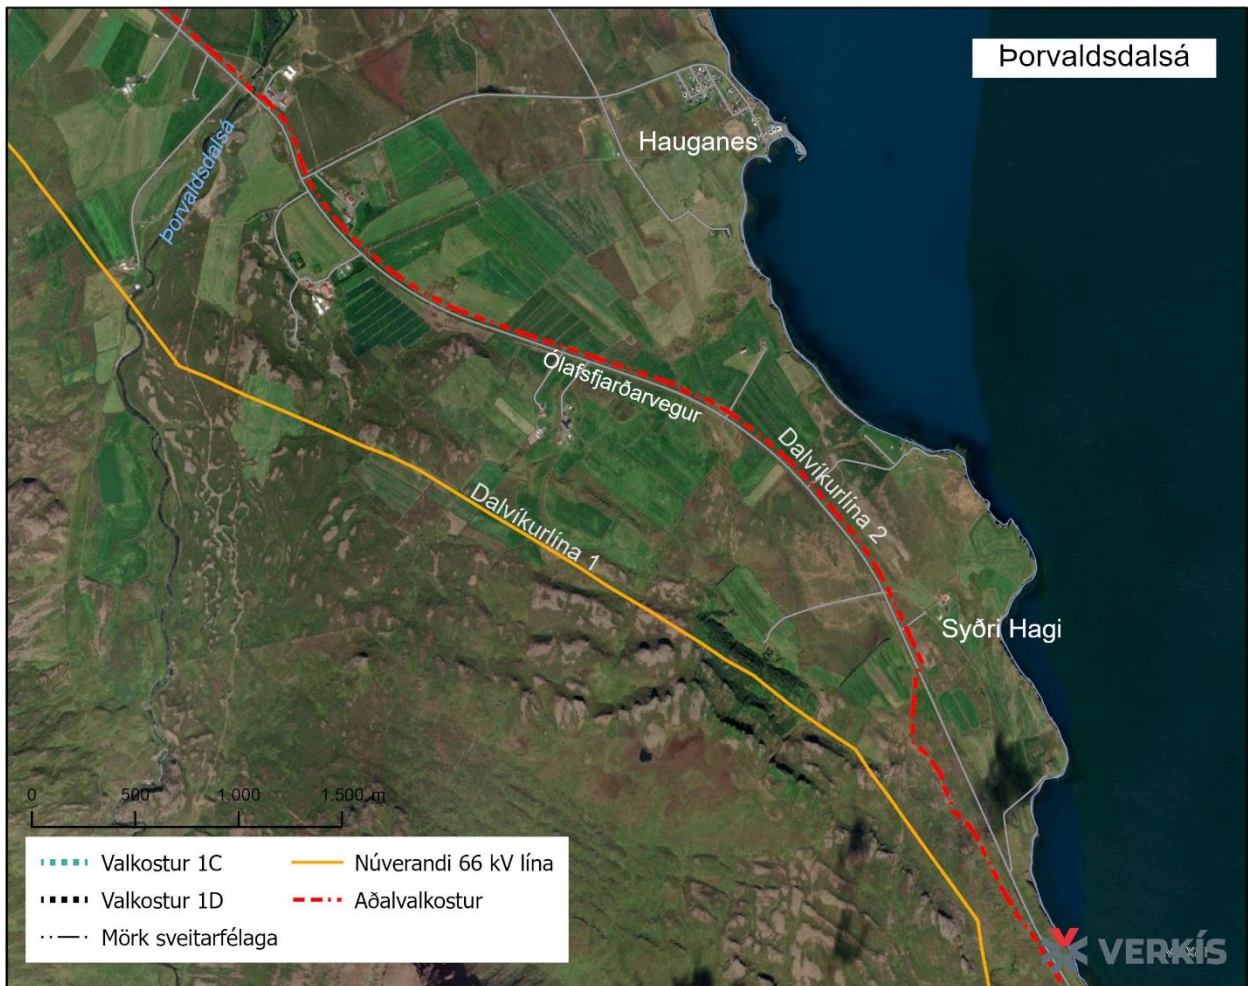 Þorvaldsdalsá
Hauganes
Þorvaldsdalsá
Ólafsfjarðarvegur
Dalvíkurlína 2
Dalvíkurlína 1
Syðri Hagi
0 500 1.000 1.500 m
Valkostur 1C
Núverandi 66 kV lína
Valkostur 1D
Aðalvalkostur
Mörk sveitarfélaga
VERKÍS